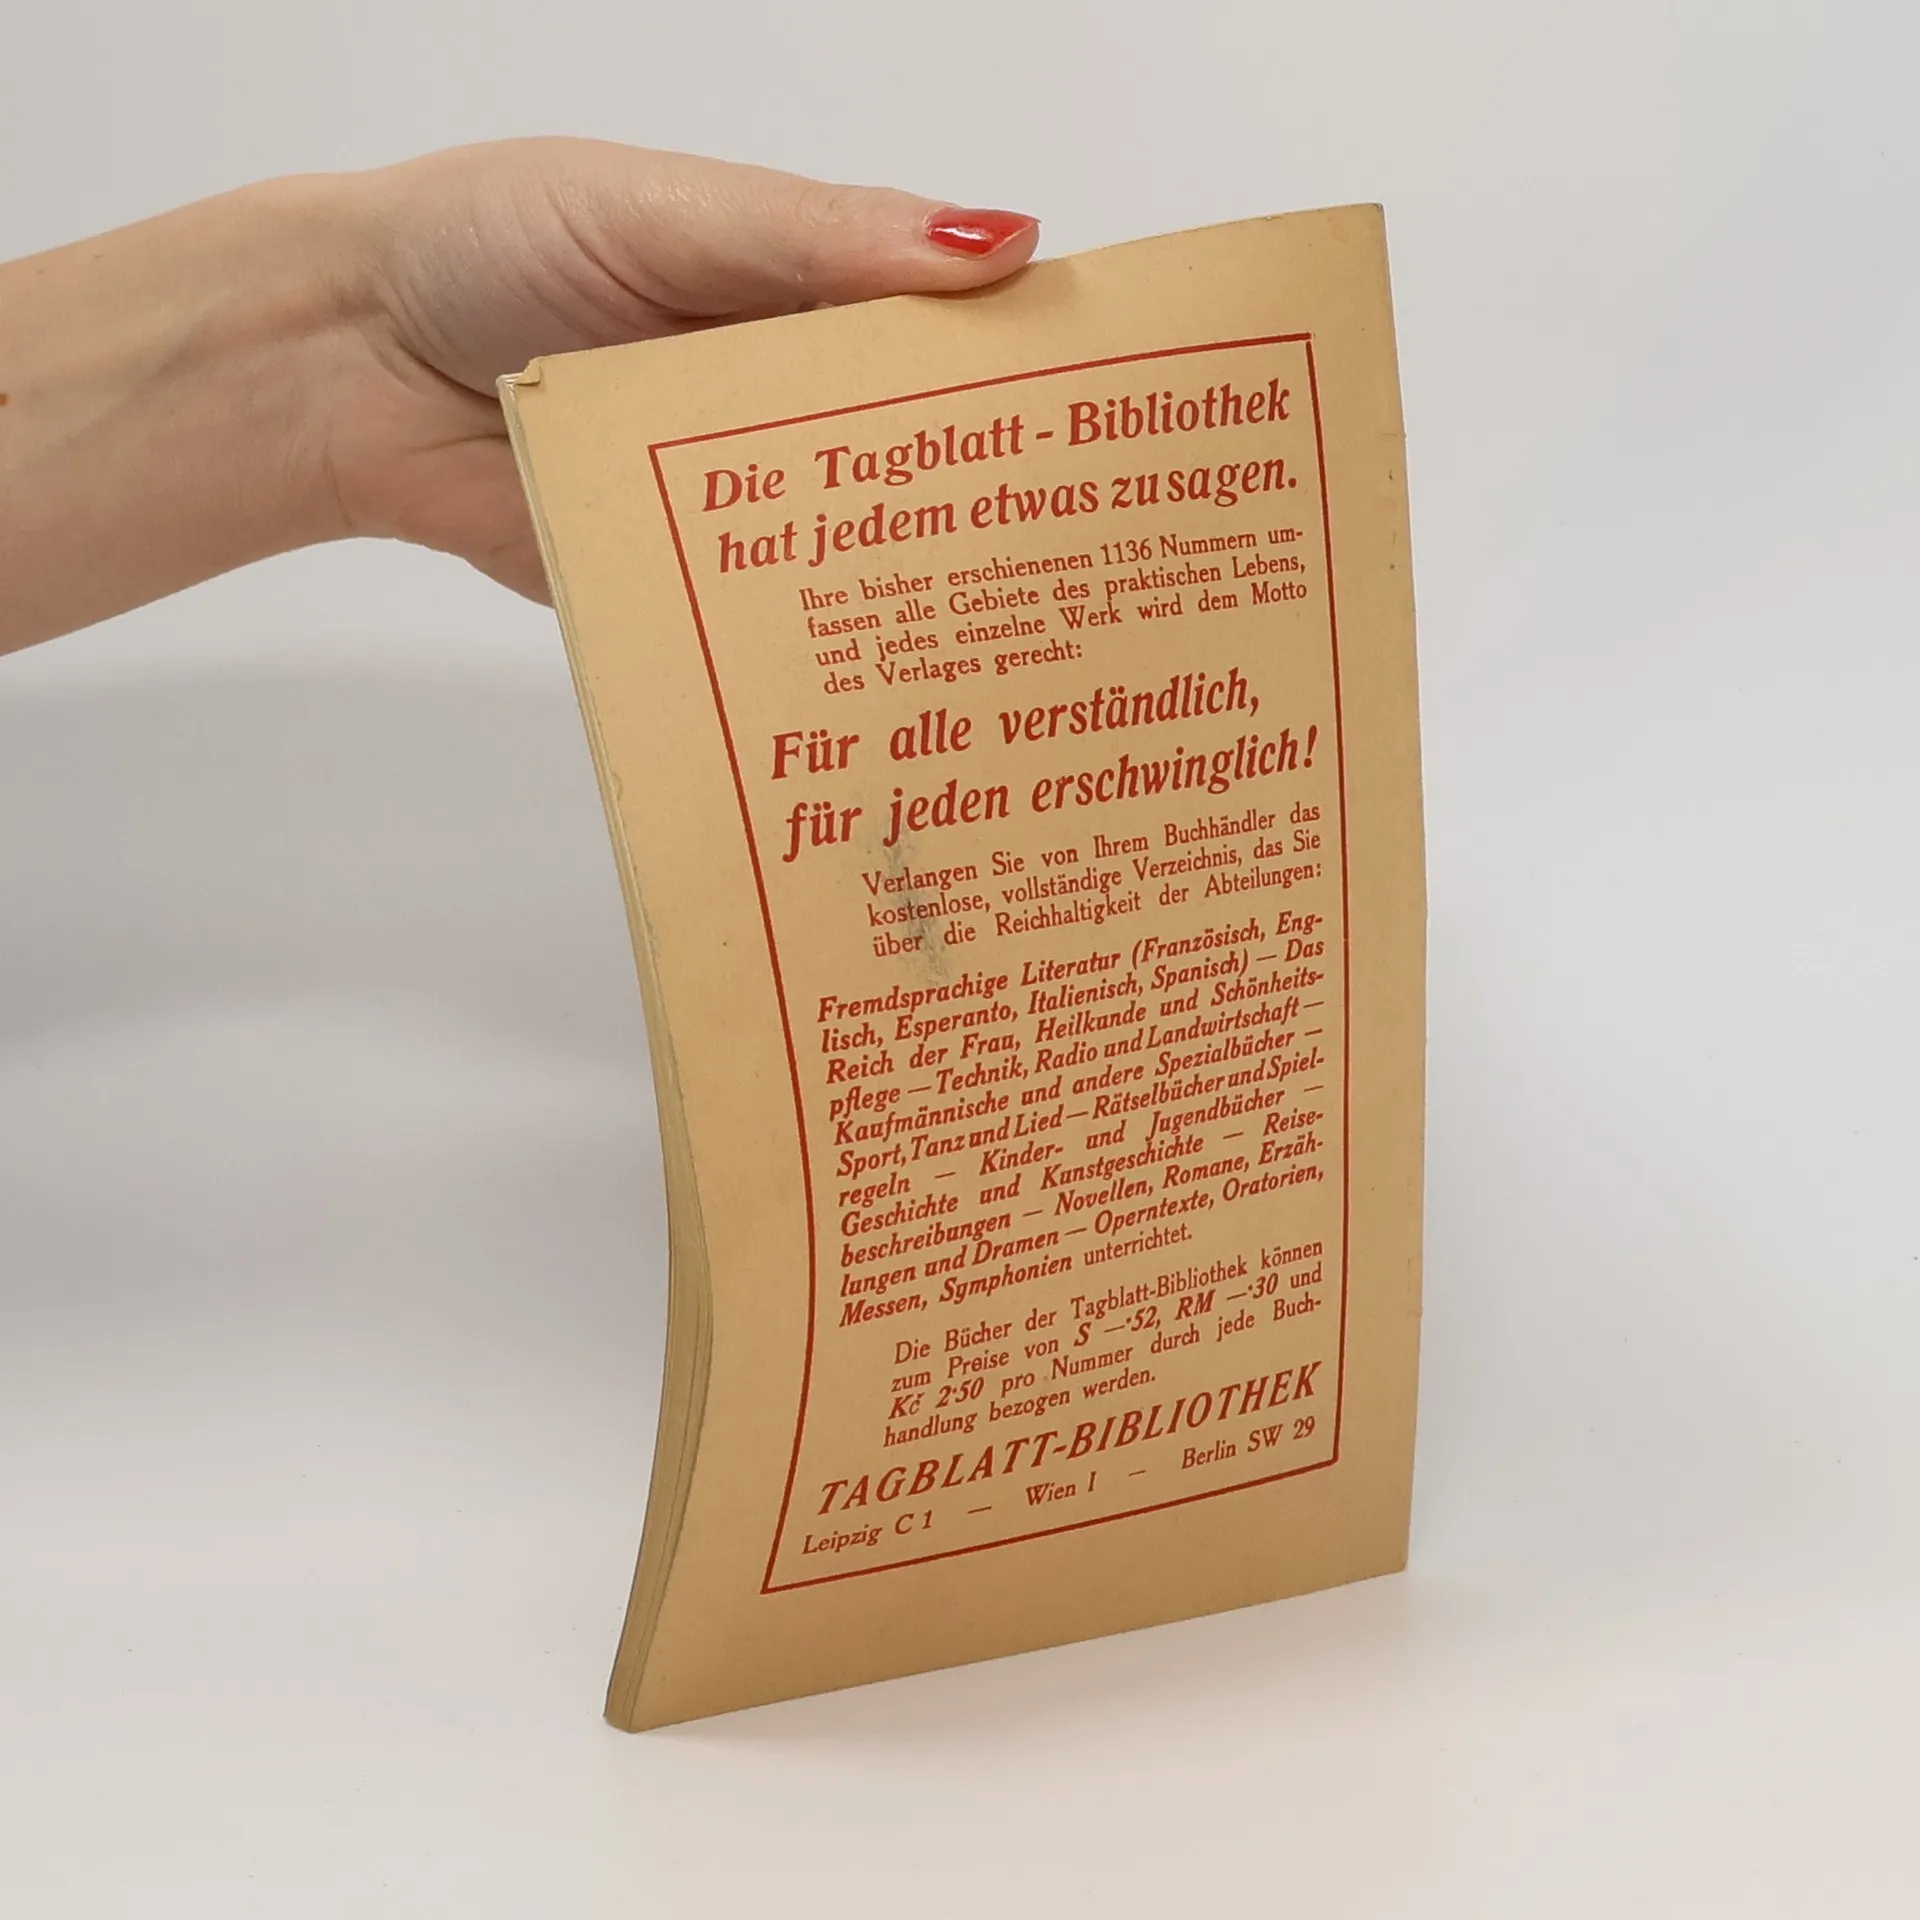 Die Tagblatt-Bibliothek
hat jedem etwas zu sagen.
Ihre bisher erschienenen 1136 Nummern um-
fassen alle Gebiete des praktischen Lebens,
und jedes einzelne Werk wird dem Motto
des Verlages gerecht:
Für alle verständlich,
für jeden erschwinglich!
Verlangen Sie von Ihrem Buchhändler das
kostenlose, vollständige Verzeichnis, das Sie
über die Reichhaltigkeit der Abteilungen:
Fremdsprachige Literatur (Französisch, Eng-
lisch, Esperanto, Italienisch, Spanisch) — Das
Reich der Frau, Heilkunde und Schönheits-
pflege — Technik, Radio und Landwirtschaft —
Kaufmännische und andere Spezialbücher —
Sport, Tanz und Lied — Rätselbücher und Spiel-
regeln — Kinder- und Jugendbücher —
Geschichte und Kunstgeschichte — Reise-
beschreibungen — Novellen, Romane, Erzäh-
lungen und Dramen — Operntexte, Oratorien,
Messen, Symphonien unterrichtet.
Die Bücher der Tagblatt-Bibliothek können
zum Preise von S —·52, RM —·30 und
Kč 2·50 pro Nummer durch jede Buch-
handlung bezogen werden.
TAGBLATT-BIBLIOTHEK
Leipzig C 1 — Wien I — Berlin SW 29